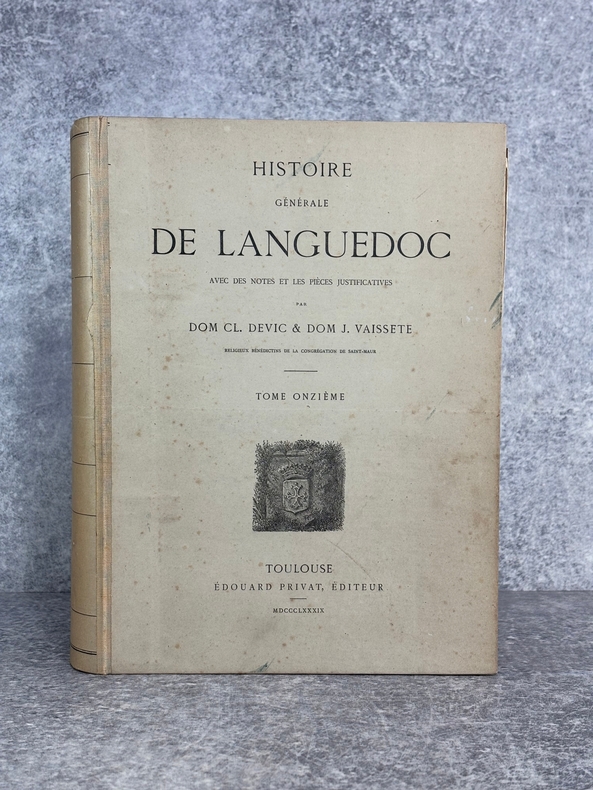 HISTOIRE
GÉNÉRALE
DE LANGUEDOC
AVEC DES NOTES ET LES PIÈCES JUSTIFICATIVES
PAR
DOM CL. DEVIC & DOM J. VAISSETE
RELIGIEUX BÉNÉDICTINS DE LA CONGRÉGATION DE SAINT-MAUR
TOME ONZIÈME
TOULOUSE
ÉDOUARD PRIVAT, ÉDITEUR
MDCCCLXXXIX